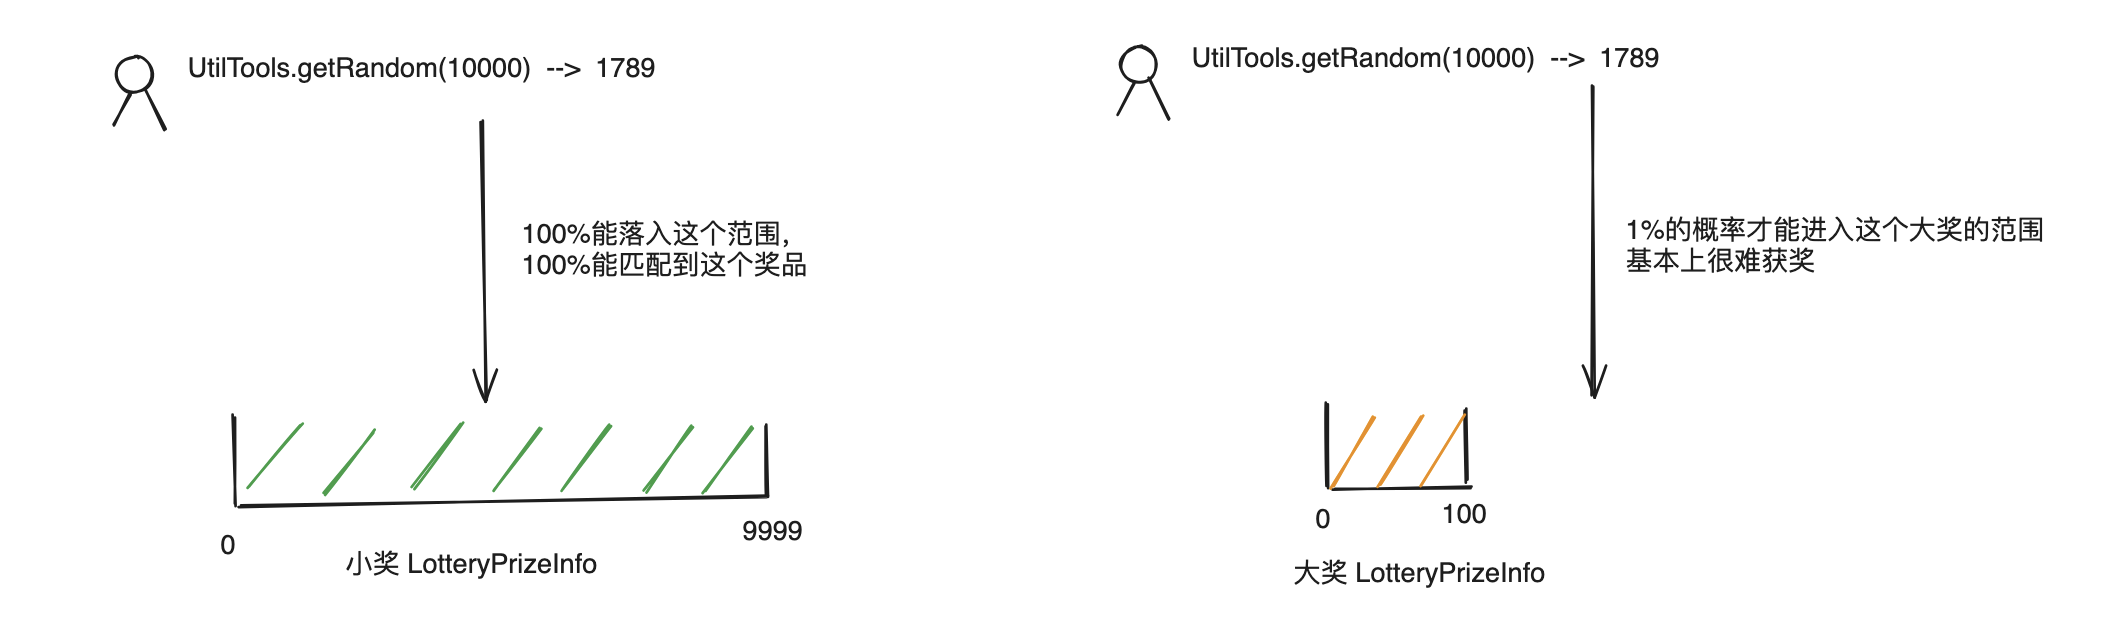 UtilTools.getRandom(10000) --> 1789
100%能落入这个范围,
100%能匹配到这个奖品
0
9999
小奖 LotteryPrizeInfo
UtilTools.getRandom(10000) --> 1789
1%的概率才能进入这个大奖的范围
基本上很难获奖
0
100
大奖 LotteryPrizeInfo